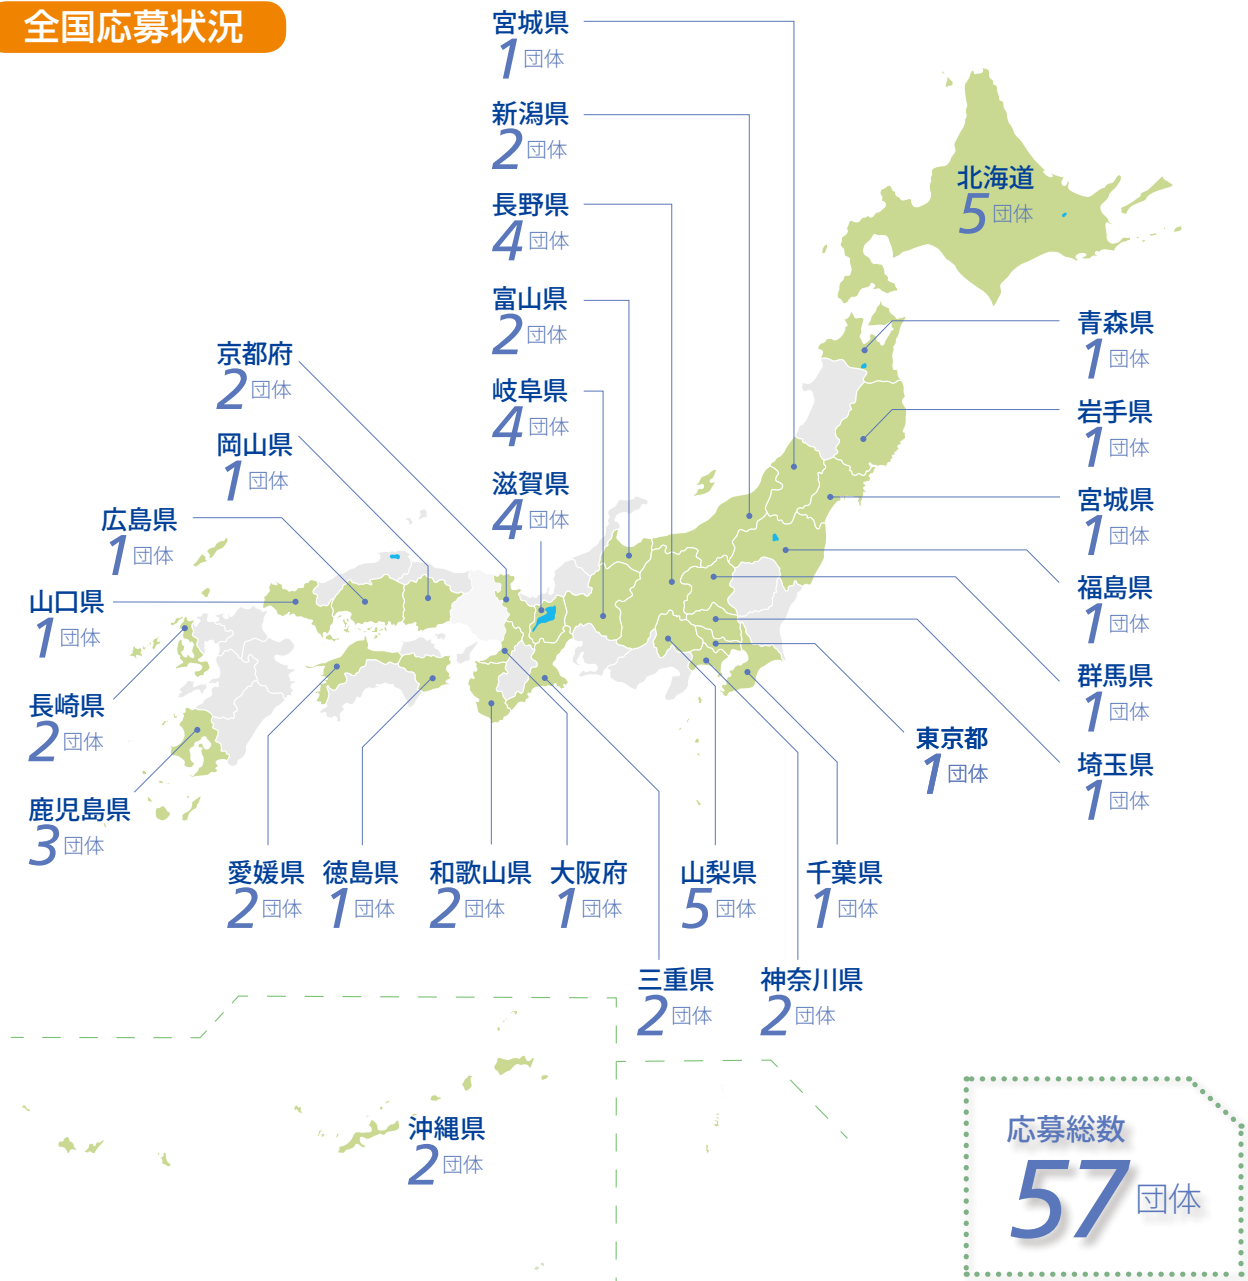 全国応募状況
宮城県
1団体
新潟県
2団体
長野県
4団体
富山県
2団体
岐阜県
4団体
滋賀県
4団体
京都府
2団体
岡山県
1団体
広島県
1団体
山口県
1団体
長崎県
2団体
鹿児島県
3団体
北海道
5団体
青森県
1団体
岩手県
1団体
宮城県
1団体
福島県
1団体
群馬県
1団体
埼玉県
1団体
東京都
1団体
愛媛県
2団体
徳島県
1団体
和歌山県
2団体
大阪府
1団体
山梨県
5団体
千葉県
1団体
三重県
2団体
神奈川県
2団体
沖縄県
2団体
応募総数
57団体